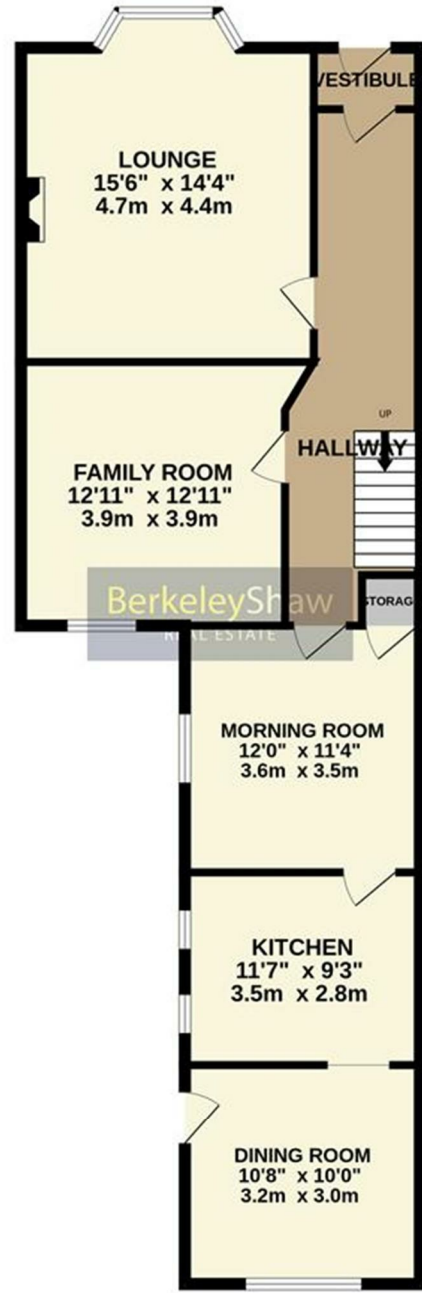 VESTIBULE
LOUNGE
15'6" x 14'4"
4.7m x 4.4m
UP
HALLWAY
FAMILY ROOM
12'11" x 12'11"
3.9m x 3.9m
BerkeleyShaw
REAL ESTATE
STORAG
MORNING ROOM
12'0" x 11'4"
3.6m x 3.5m
KITCHEN
11'7" x 9'3"
3.5m x 2.8m
DINING ROOM
10'8" x 10'0"
3.2m x 3.0m